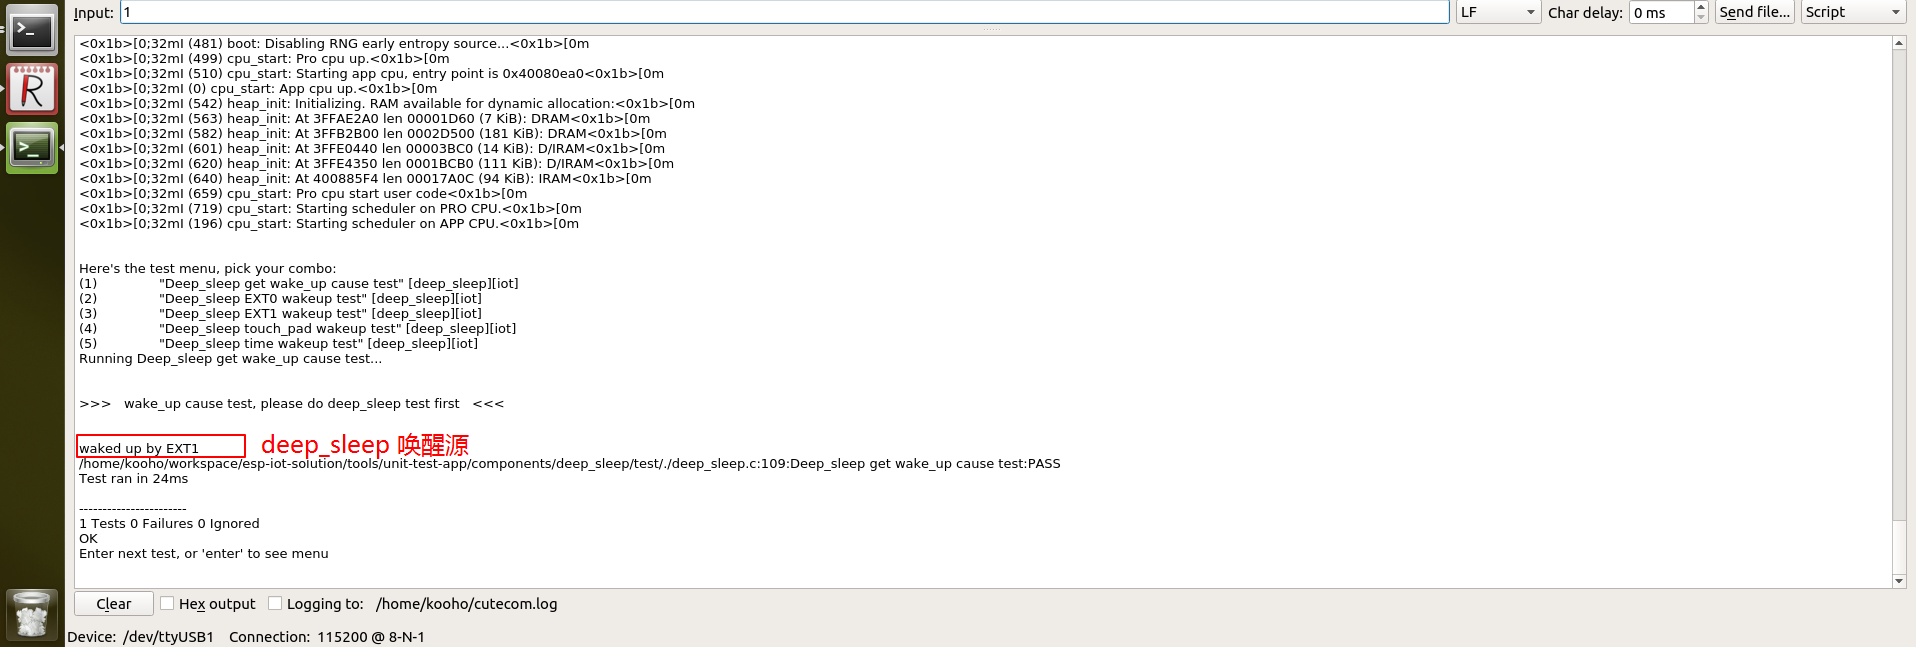 Input: 1 LF Char delay: 0 ms Send file... Script
<0x1b>[0;32mI (481) boot: Disabling RNG early entropy source...<0x1b>[0m
<0x1b>[0;32mI (499) cpu_start: Pro cpu up.<0x1b>[0m
<0x1b>[0;32mI (510) cpu_start: Starting app cpu, entry point is 0x40080ea0<0x1b>[0m
<0x1b>[0;32mI (0) cpu_start: App cpu up.<0x1b>[0m
<0x1b>[0;32mI (542) heap_init: Initializing. RAM available for dynamic allocation:<0x1b>[0m
<0x1b>[0;32mI (563) heap_init: At 3FFAE2A0 len 00001D60 (7 KiB): DRAM<0x1b>[0m
<0x1b>[0;32mI (582) heap_init: At 3FFB2B00 len 0002D500 (181 KiB): DRAM<0x1b>[0m
<0x1b>[0;32mI (601) heap_init: At 3FFE0440 len 00003BC0 (14 KiB): D/IRAM<0x1b>[0m
<0x1b>[0;32mI (620) heap_init: At 3FFE4350 len 0001BCB0 (111 KiB): D/IRAM<0x1b>[0m
<0x1b>[0;32mI (640) heap_init: At 400885F4 len 00017A0C (94 KiB): IRAM<0x1b>[0m
<0x1b>[0;32mI (659) cpu_start: Pro cpu start user code<0x1b>[0m
<0x1b>[0;32mI (719) cpu_start: Starting scheduler on PRO CPU.<0x1b>[0m
<0x1b>[0;32mI (196) cpu_start: Starting scheduler on APP CPU.<0x1b>[0m
Here's the test menu, pick your combo:
(1) "Deep_sleep get wake_up cause test" [deep_sleep][iot]
(2) "Deep_sleep EXT0 wakeup test" [deep_sleep][iot]
(3) "Deep_sleep EXT1 wakeup test" [deep_sleep][iot]
(4) "Deep_sleep touch_pad wakeup test" [deep_sleep][iot]
(5) "Deep_sleep time wakeup test" [deep_sleep][iot]
Running Deep_sleep get wake_up cause test...
>>> wake_up cause test, please do deep_sleep test first <<<
waked up by EXT1 deep_sleep 唤醒源
/home/kooho/workspace/esp-iot-solution/tools/unit-test-app/components/deep_sleep/test/./deep_sleep.c:109:Deep_sleep get wake_up cause test:PASS
Test ran in 24ms
-----------------------
1 Tests 0 Failures 0 Ignored
OK
Enter next test, or 'enter' to see menu
Clear Hex output Logging to: /home/kooho/cutecom.log
Device: /dev/ttyUSB1 Connection: 115200 @ 8-N-1